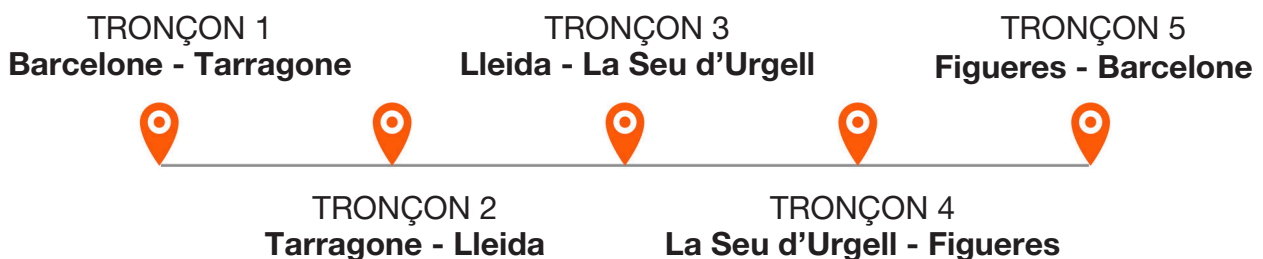 TRONÇON 1
Barcelone - Tarragone
TRONÇON 2
Tarragone - Lleida
TRONÇON 3
Lleida - La Seu d’Urgell
TRONÇON 4
La Seu d’Urgell - Figueres
TRONÇON 5
Figueres - Barcelone